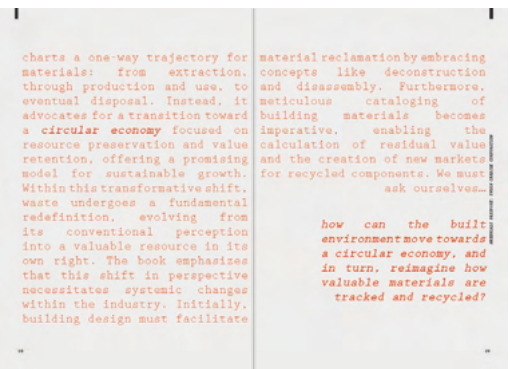 charts a one-way trajectory for
materials: from extraction,
through production and use, to
eventual disposal. Instead, it
advocates for a transition toward
a circular economy focused on
resource preservation and value
retention, offering a promising
model for sustainable growth.
Within this transformative shift,
waste undergoes a fundamental
redefinition, evolving from
its conventional perception
into a valuable resource in its
own right. The book emphasizes
that this shift in perspective
necessitates systemic changes
within the industry. Initially,
building design must facilitate
material reclamation by embracing
concepts like deconstruction
and disassembly. Furthermore,
meticulous cataloging of
building materials becomes
imperative, enabling the
calculation of residual value
and the creation of new markets
for recycled components. We must
ask ourselves…
how can the built
environment move towards
a circular economy, and
in turn, reimagine how
valuable materials are
tracked and recycled?